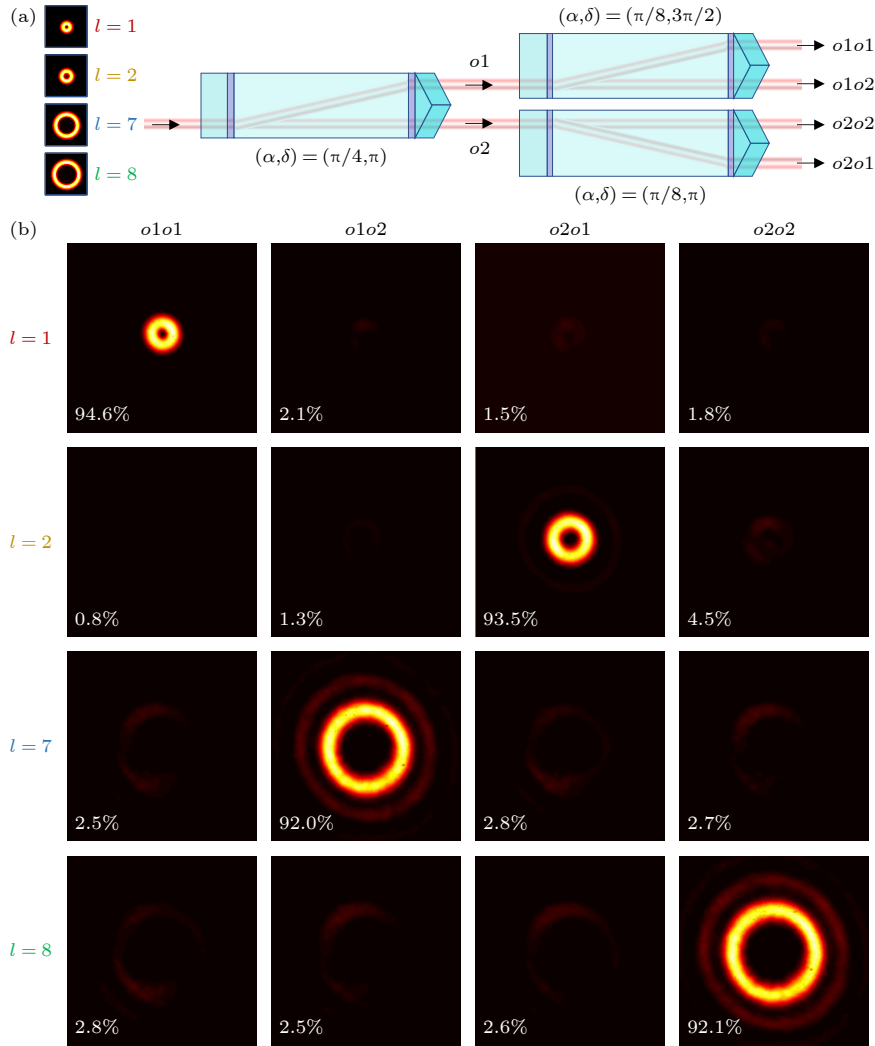 (a)
l = 1
l = 2
l = 7
l = 8
(α,δ) = (π/4,π)
o1
o2
(α,δ) = (π/8,3π/2)
o1o1
o1o2
o2o2
o2o1
(α,δ) = (π/8,π)
(b)
o1o1 o1o2 o2o1 o2o2
l = 1
94.6% 2.1% 1.5% 1.8%
l = 2
0.8% 1.3% 93.5% 4.5%
l = 7
2.5% 92.0% 2.8% 2.7%
l = 8
2.8% 2.5% 2.6% 92.1%